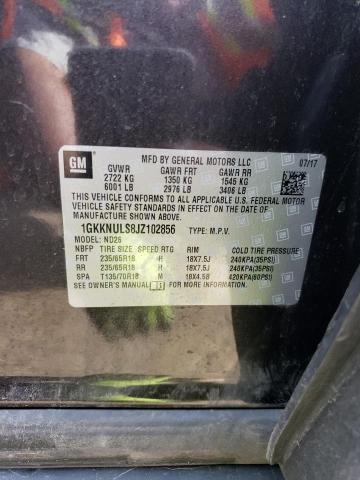 GM
MFD BY GENERAL MOTORS LLC 07/17
GVWR GAWR FRT GAWR RR
2722 KG 1350 KG 1545 KG
6001 LB 2976 LB 3406 LB
THIS VEHICLE CONFORMS TO ALL APPLICABLE U.S. FEDERAL MOTOR
VEHICLE SAFETY STANDARDS IN EFFECT ON THE DATE OF
MANUFACTURE SHOWN ABOVE.
1GKKNULS8JZ102856 TYPE: M.P.V.
MODEL: ND26
NBFP TIRE SIZE SPEED RTG RIM COLD TIRE PRESSURE
FRT 235/65R18 H 18X7.5J 240KPA(35PSI)
RR 235/65R18 H 18X7.5J 240KPA(35PSI)
SPA T135/70R18 M 18X4.5B 420KPA(60PSI)
SEE OWNER'S MANUAL FOR MORE INFORMATION